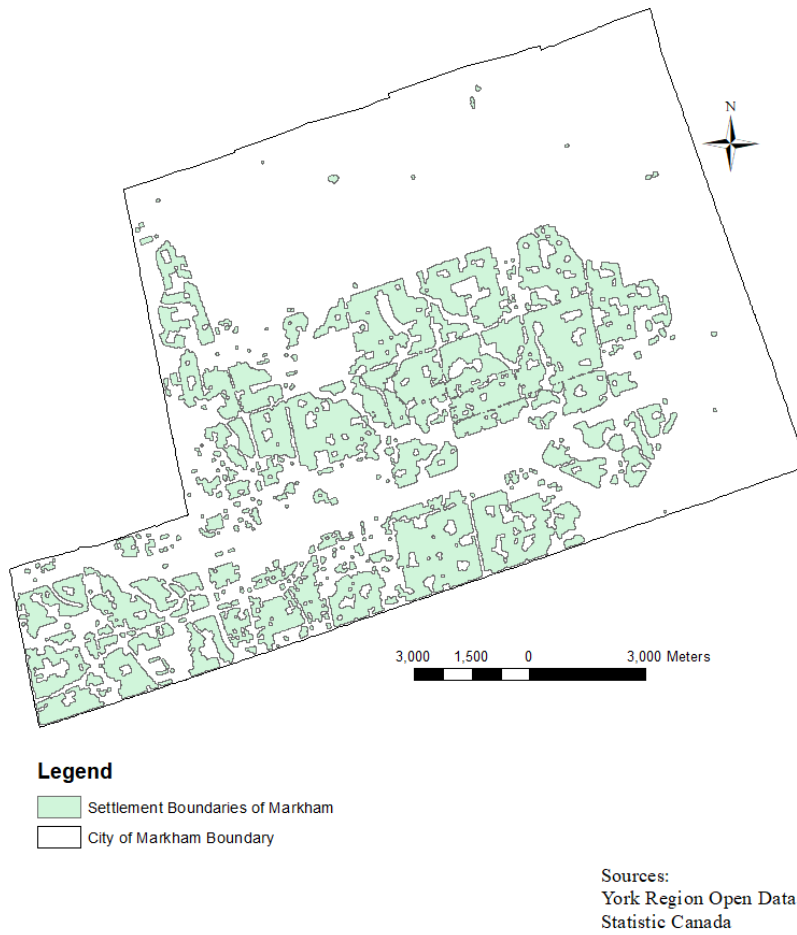 N
3,000 1,500 0 3,000 Meters
Legend
Settlement Boundaries of Markham
City of Markham Boundary
Sources:
York Region Open Data
Statistic Canada